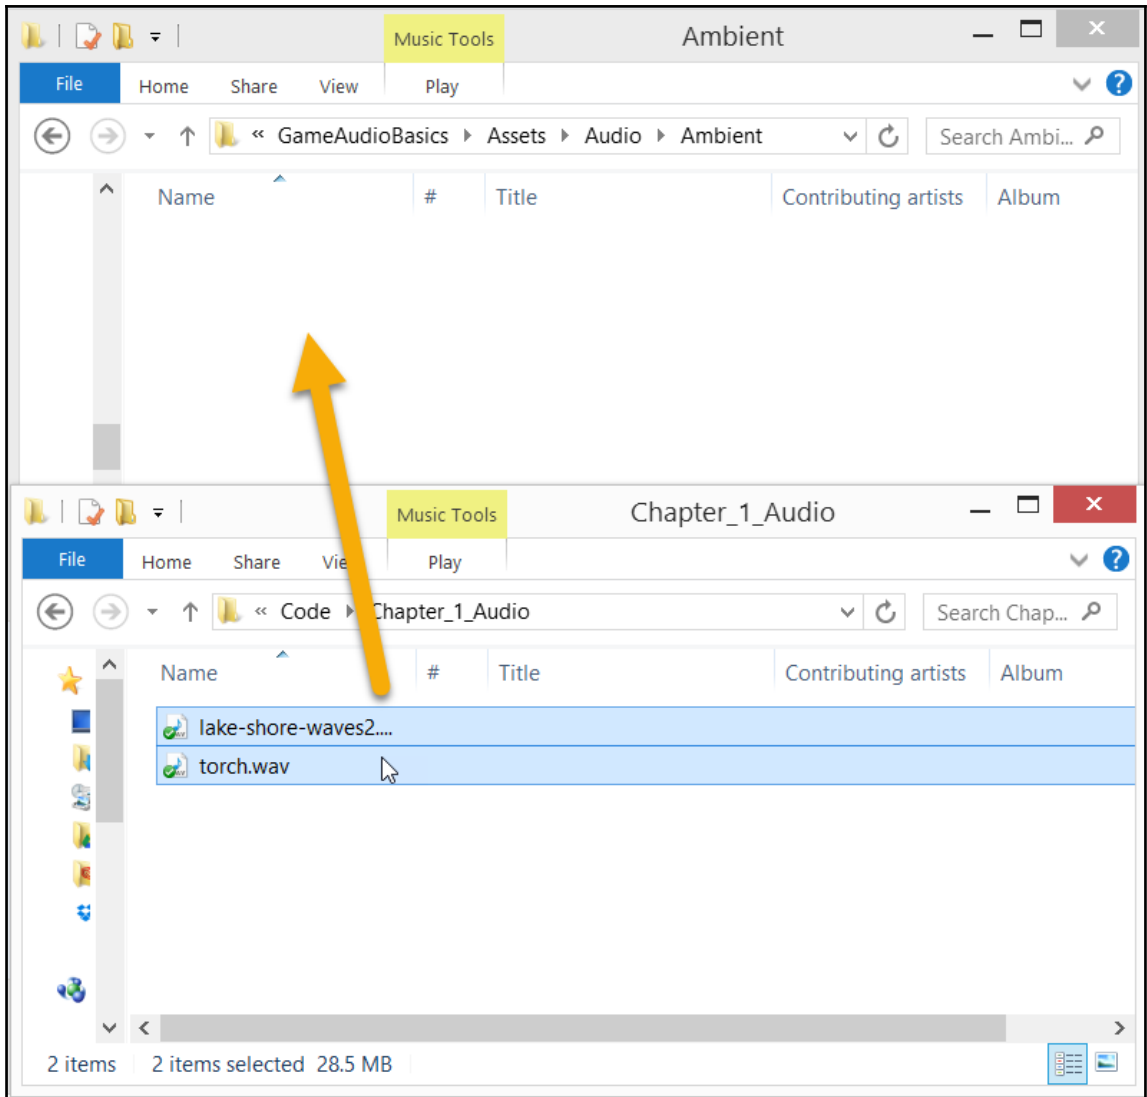 Music Tools Ambient
File Home Share View Play
« GameAudioBasics Assets Audio Ambient Search Ambi...
Name # Title Contributing artists Album
Music Tools Chapter_1_Audio
File Home Share Vie Play
« Code Chapter_1_Audio Search Chap...
Name # Title Contributing artists Album
lake-shore-waves2....
torch.wav
2 items 2 items selected 28.5 MB